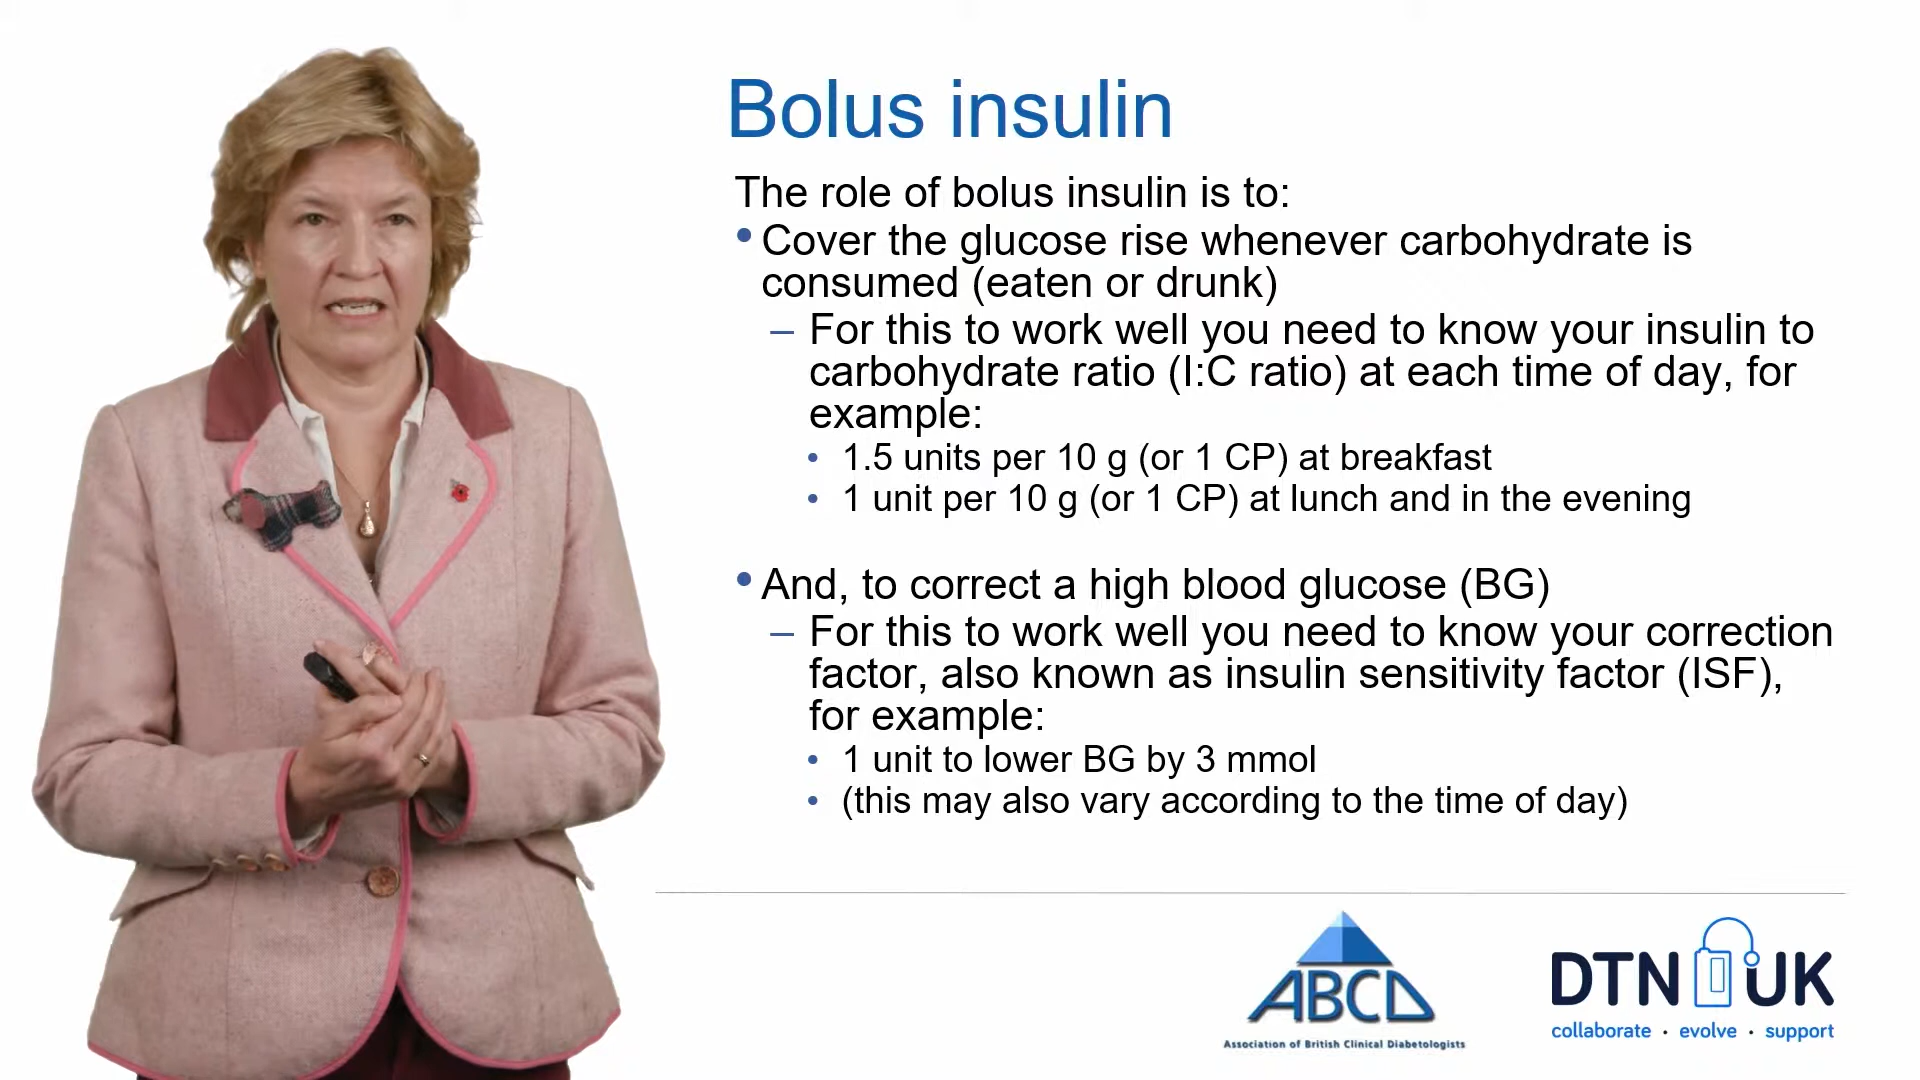 Bolus insulin
The role of bolus insulin is to:
• Cover the glucose rise whenever carbohydrate is
consumed (eaten or drunk)
– For this to work well you need to know your insulin to
carbohydrate ratio (I:C ratio) at each time of day, for
example:
• 1.5 units per 10 g (or 1 CP) at breakfast
• 1 unit per 10 g (or 1 CP) at lunch and in the evening
• And, to correct a high blood glucose (BG)
– For this to work well you need to know your correction
factor, also known as insulin sensitivity factor (ISF),
for example:
• 1 unit to lower BG by 3 mmol
• (this may also vary according to the time of day)
ABCD
Association of British Clinical Diabetologists
DTN UK
collaborate · evolve · support